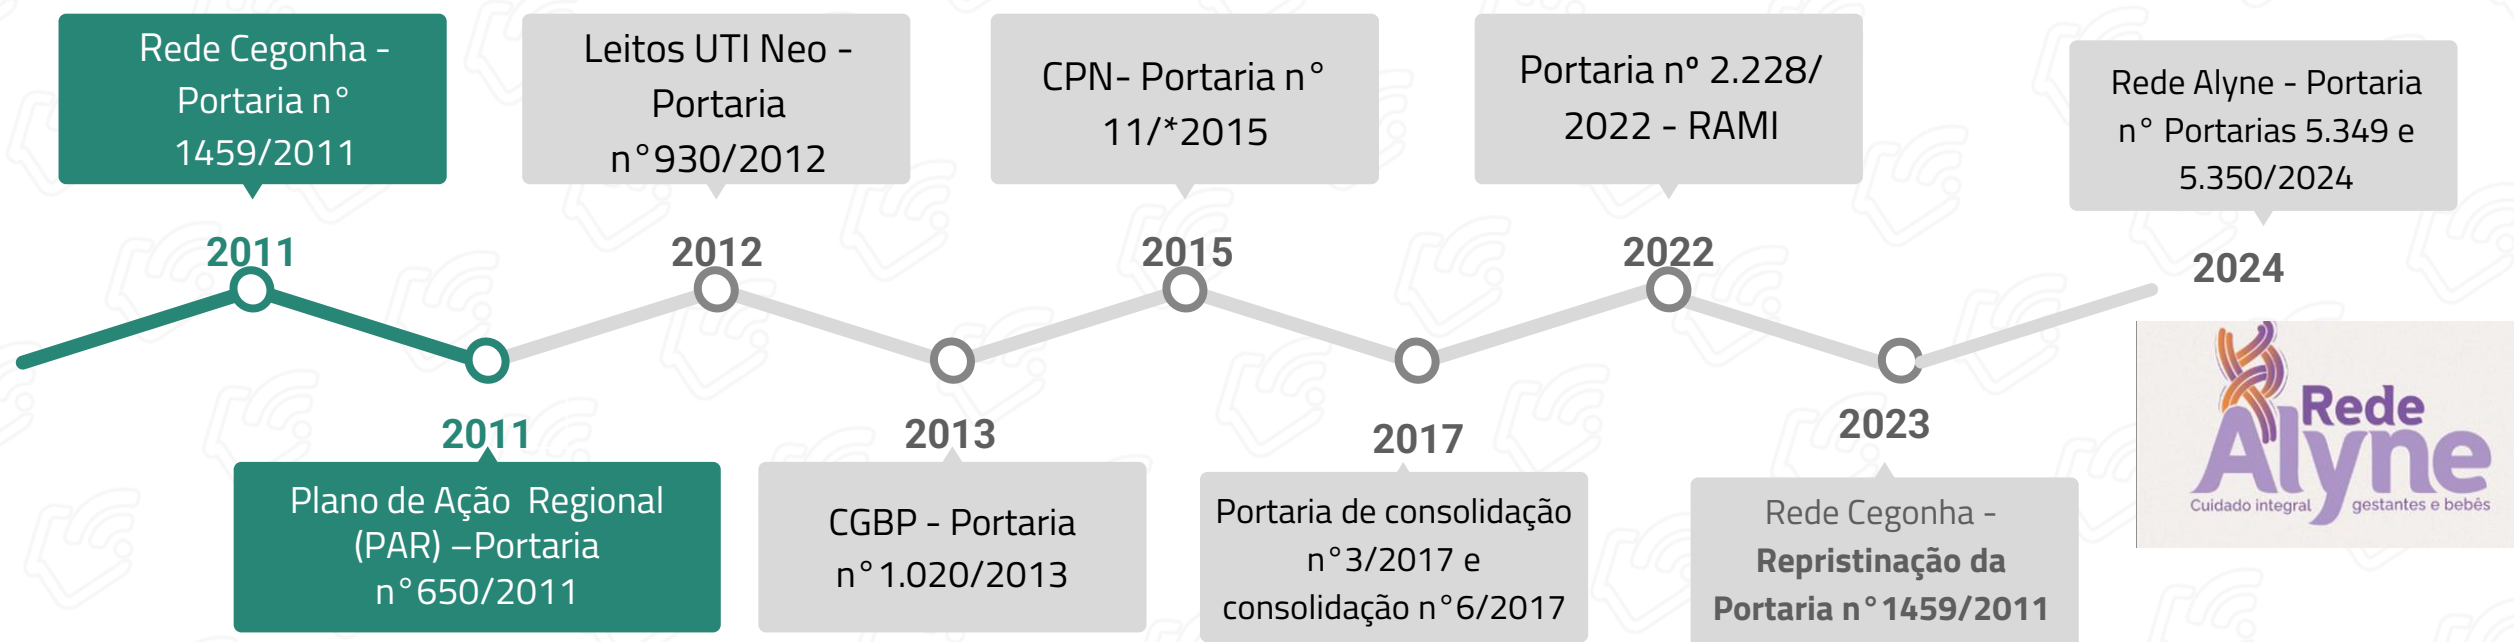 Rede Cegonha -
Portaria n°
1459/2011
2011
2011
Plano de Ação  Regional
(PAR) –Portaria
n°650/2011
Leitos UTI Neo -
Portaria
n°930/2012
2012
2013
CGBP - Portaria
n°1.020/2013
CPN- Portaria n°
11/*2015
2015
2017
Portaria de consolidação
n°3/2017 e
consolidação n°6/2017
Portaria nº 2.228/
2022 - RAMI
2022
2023
Rede Cegonha -
Repristinação da
Portaria n°1459/2011
Rede Alyne - Portaria
n° Portarias 5.349 e
5.350/2024
2024
Rede
Alyne
Cuidado integral gestantes e bebês